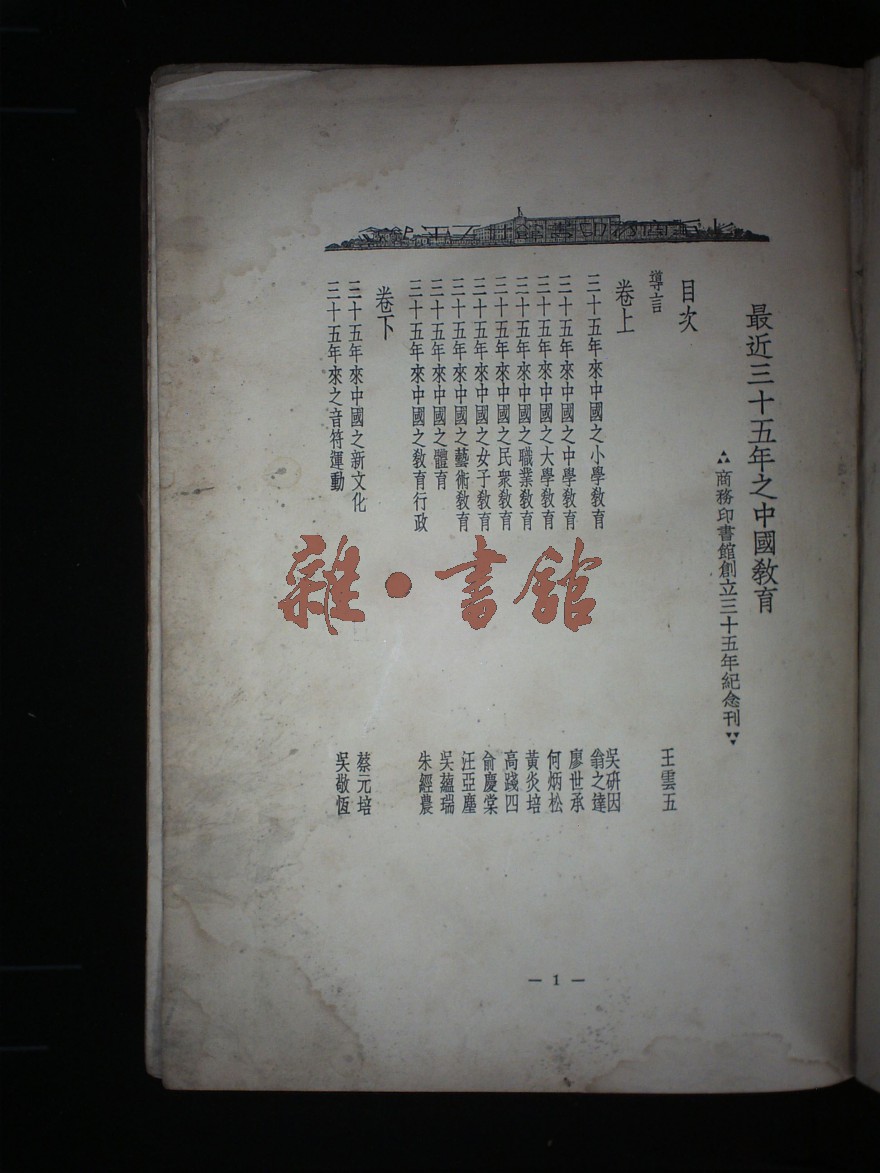 最近三十五年之中國教育
商務印書館創立三十五年紀念刊
目次
導言 王雲五
卷上
三十五年來中國之小學教育 吳研因 翁之達
三十五年來中國之中學教育 廖世承
三十五年來中國之大學教育 何炳松
三十五年來中國之職業教育 黃炎培
三十五年來中國之民衆教育 高踐四
三十五年來中國之女子教育 俞慶棠
三十五年來中國之藝術教育 汪亞塵
三十五年來中國之體育 吳蘊瑞
三十五年來中國之教育行政 朱經農
卷下
三十五年來中國之新文化 蔡元培
三十五年來之音符運動 吳敬恆
雜·書館
— 1 —